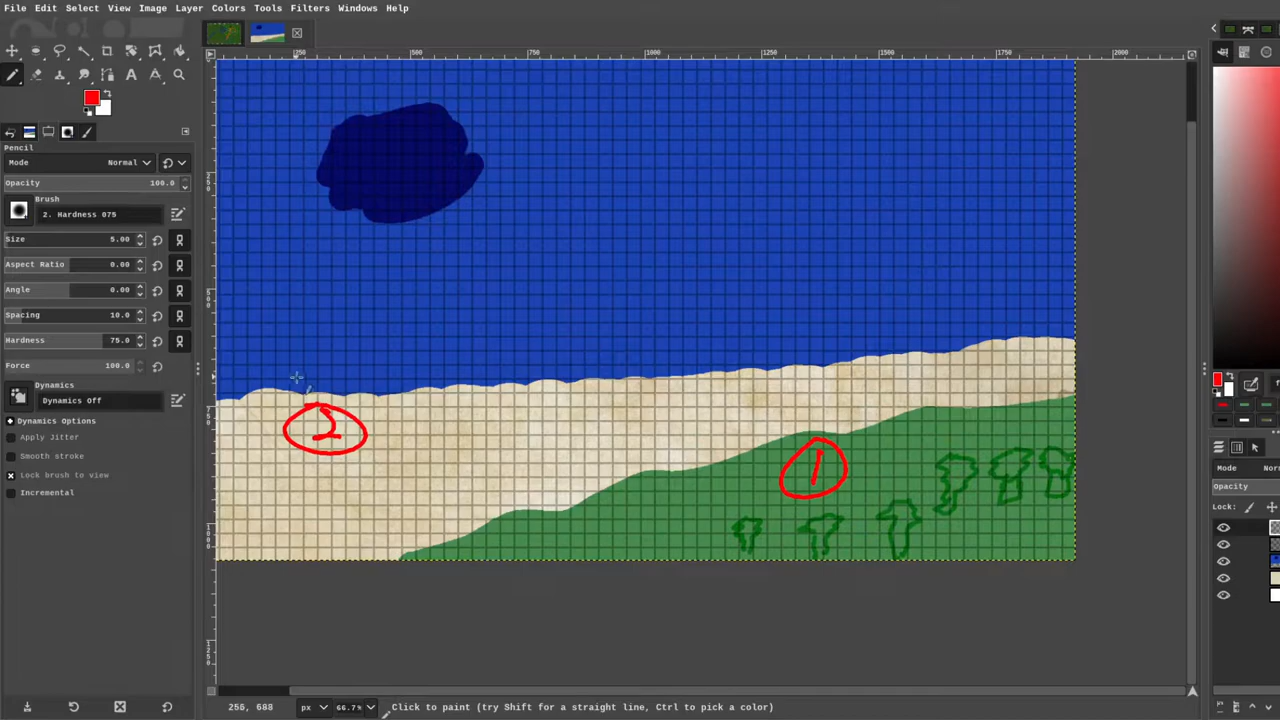 File Edit Select View Image Layer Colors Tools Filters Windows Help
250 500 750 1000 1250 1500 1750 2000
Pencil
Mode Normal
Opacity 100.0
Brush
2. Hardness 075
Size 5.00
Aspect Ratio 0.00
Angle 0.00
Spacing 10.0
Hardness 75.0
Force 100.0
Dynamics
Dynamics Off
Dynamics Options
Apply Jitter
Smooth stroke
Lock brush to view
Incremental
2
1
Mode Normal
Opacity
Lock:
256, 688 px 66.7% Click to paint (try Shift for a straight line, Ctrl to pick a color)